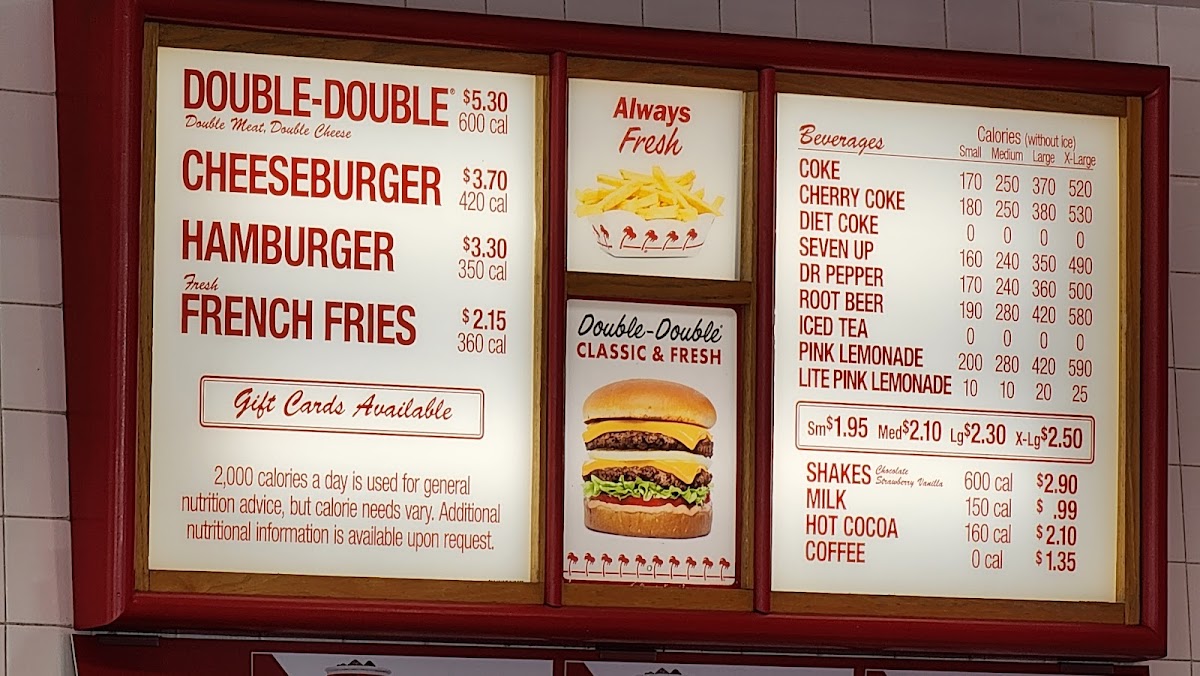 DOUBLE-DOUBLE® $5.30
Double Meat, Double Cheese 600 cal
CHEESEBURGER $3.70
420 cal
HAMBURGER $3.30
350 cal
Fresh
FRENCH FRIES $2.15
360 cal
Gift Cards Available
2,000 calories a day is used for general
nutrition advice, but calorie needs vary. Additional
nutritional information is available upon request.
Always
Fresh
Double-Double®
CLASSIC & FRESH
Beverages Calories (without ice)
Small Medium Large X-Large
COKE 170 250 370 520
CHERRY COKE 180 250 380 530
DIET COKE 0 0 0 0
SEVEN UP 160 240 350 490
DR PEPPER 170 240 360 500
ROOT BEER 190 280 420 580
ICED TEA 0 0 0 0
PINK LEMONADE 200 280 420 590
LITE PINK LEMONADE 10 10 20 25
Sm$1.95 Med$2.10 Lg$2.30 X-Lg$2.50
SHAKES Chocolate Strawberry Vanilla 600 cal $2.90
MILK 150 cal $ .99
HOT COCOA 160 cal $2.10
COFFEE 0 cal $1.35